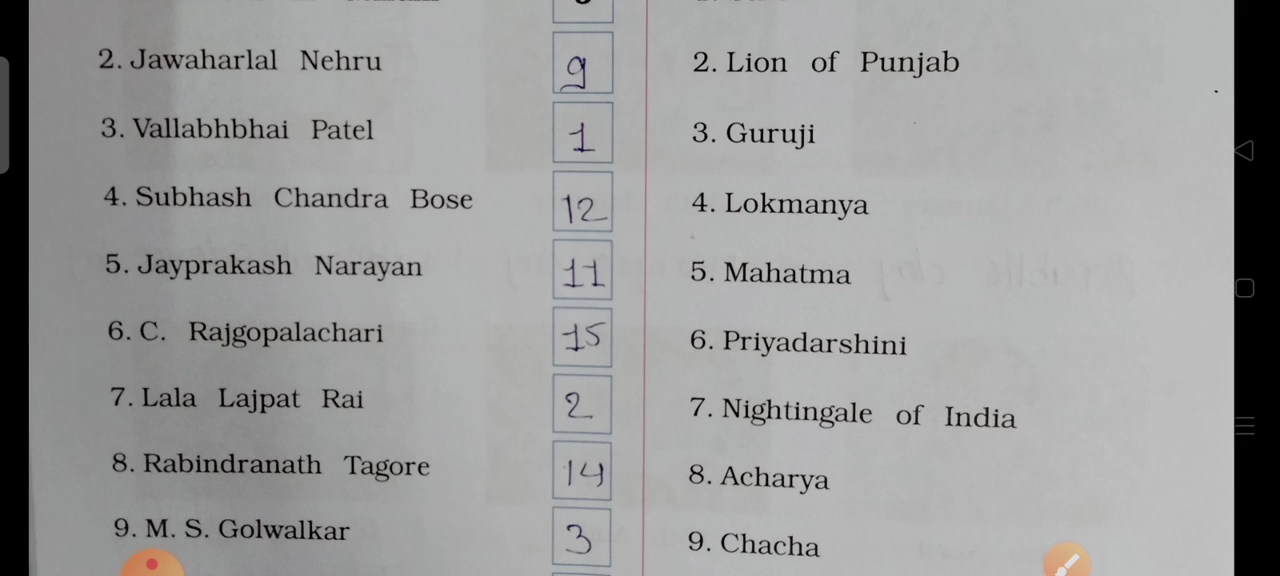 2. Jawaharlal Nehru 9 2. Lion of Punjab
3. Vallabhbhai Patel 1 3. Guruji
4. Subhash Chandra Bose 12 4. Lokmanya
5. Jayprakash Narayan 11 5. Mahatma
6. C. Rajgopalachari 15 6. Priyadarshini
7. Lala Lajpat Rai 2 7. Nightingale of India
8. Rabindranath Tagore 14 8. Acharya
9. M. S. Golwalkar 3 9. Chacha